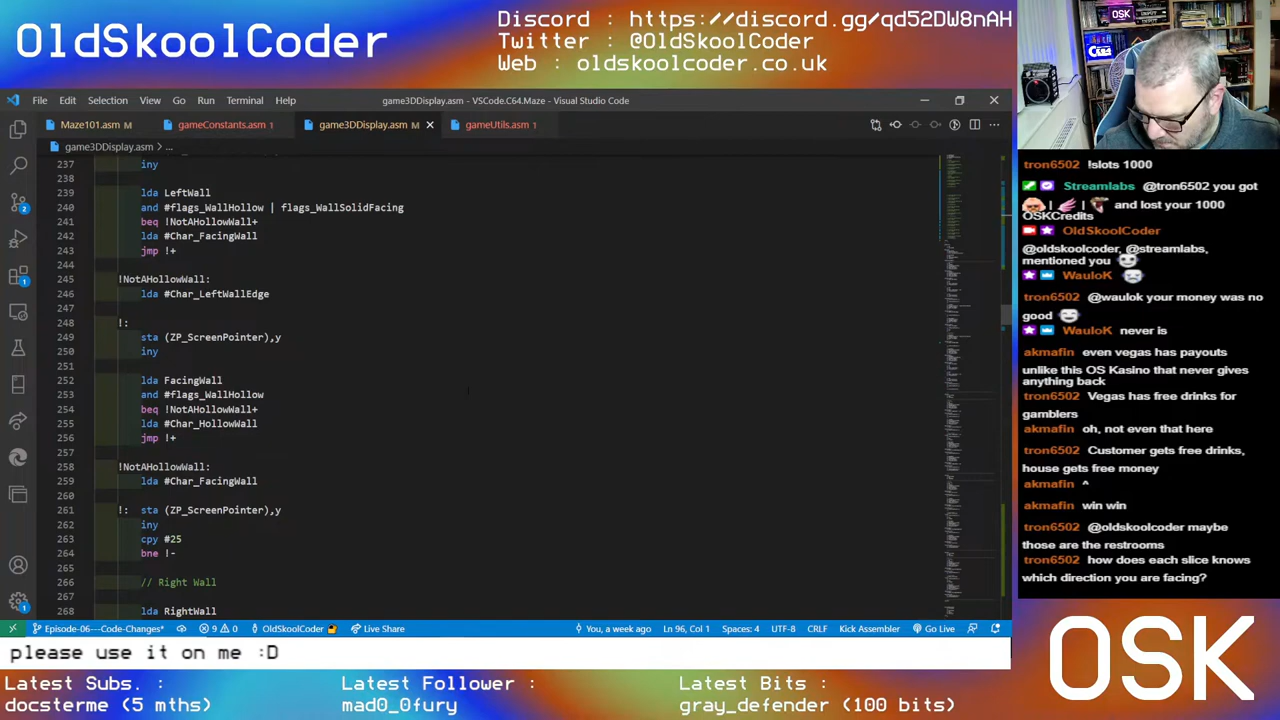 OldSkoolCoder
Discord : https://discord.gg/qd52DW8nAH
Twitter : @OldSkoolCoder
Web : oldskoolcoder.co.uk
OSK
File Edit Selection View Go Run Terminal Help
game3DDisplay.asm - VSCode.C64.Maze - Visual Studio Code
Maze101.asm M
gameConstants.asm 1
game3DDisplay.asm M
gameUtils.asm 1
game3DDisplay.asm > ...
237 iny
238
239 lda LeftWall
240 and #flags_WallHollow | flags_WallSolidFacing
241 beq !NotAHollowWall+
242 lda #Char_FacingWall
243 jmp !+
244
245 !NotAHollowWall:
246 lda #Char_LeftWallEdge
247
248 !:
249 sta (ZP_ScreenPointer),y
250 iny
251
252 lda FacingWall
253 and #flags_WallHollow
254 beq !NotAHollowWall+
255 lda #Char_HollowWall
256 jmp !+
257
258 !NotAHollowWall:
259 lda #Char_FacingWall
260
261 !: sta (ZP_ScreenPointer),y
262 iny
263 cpy #25
264 bne !-
265
266 // Right Wall
267
268 lda RightWall
Episode-06---Code-Changes* 9 0 OldSkoolCoder Live Share
You, a week ago Ln 96, Col 1 Spaces: 4 UTF-8 CRLF Kick Assembler Go Live
please use it on me :D
Latest Subs. :
docsterme (5 mths)
Latest Follower :
mad0_0fury
Latest Bits :
gray_defender (100 bits)
tron6502 !slots 1000
Streamlabs @tron6502 you got
| | and lost your 1000
OSKCredits
OldSkoolCoder
@oldskoolcoder, @streamlabs,
mentioned you
WauloK
tron6502 @waulok your money was no
good
WauloK never is
akmafin even vegas has payouts
unlike this OS Kasino that never gives
anything back
tron6502 Vegas has free drinks for
gamblers
akmafin oh, not even that here
tron6502 Custmner gets free drinks,
house gets free money
akmafin ^
akmafin win win
tron6502 @oldskoolcoder maybe
those are the restrooms
tron6502 how does each slice knows
which direction you are facing?
OSK